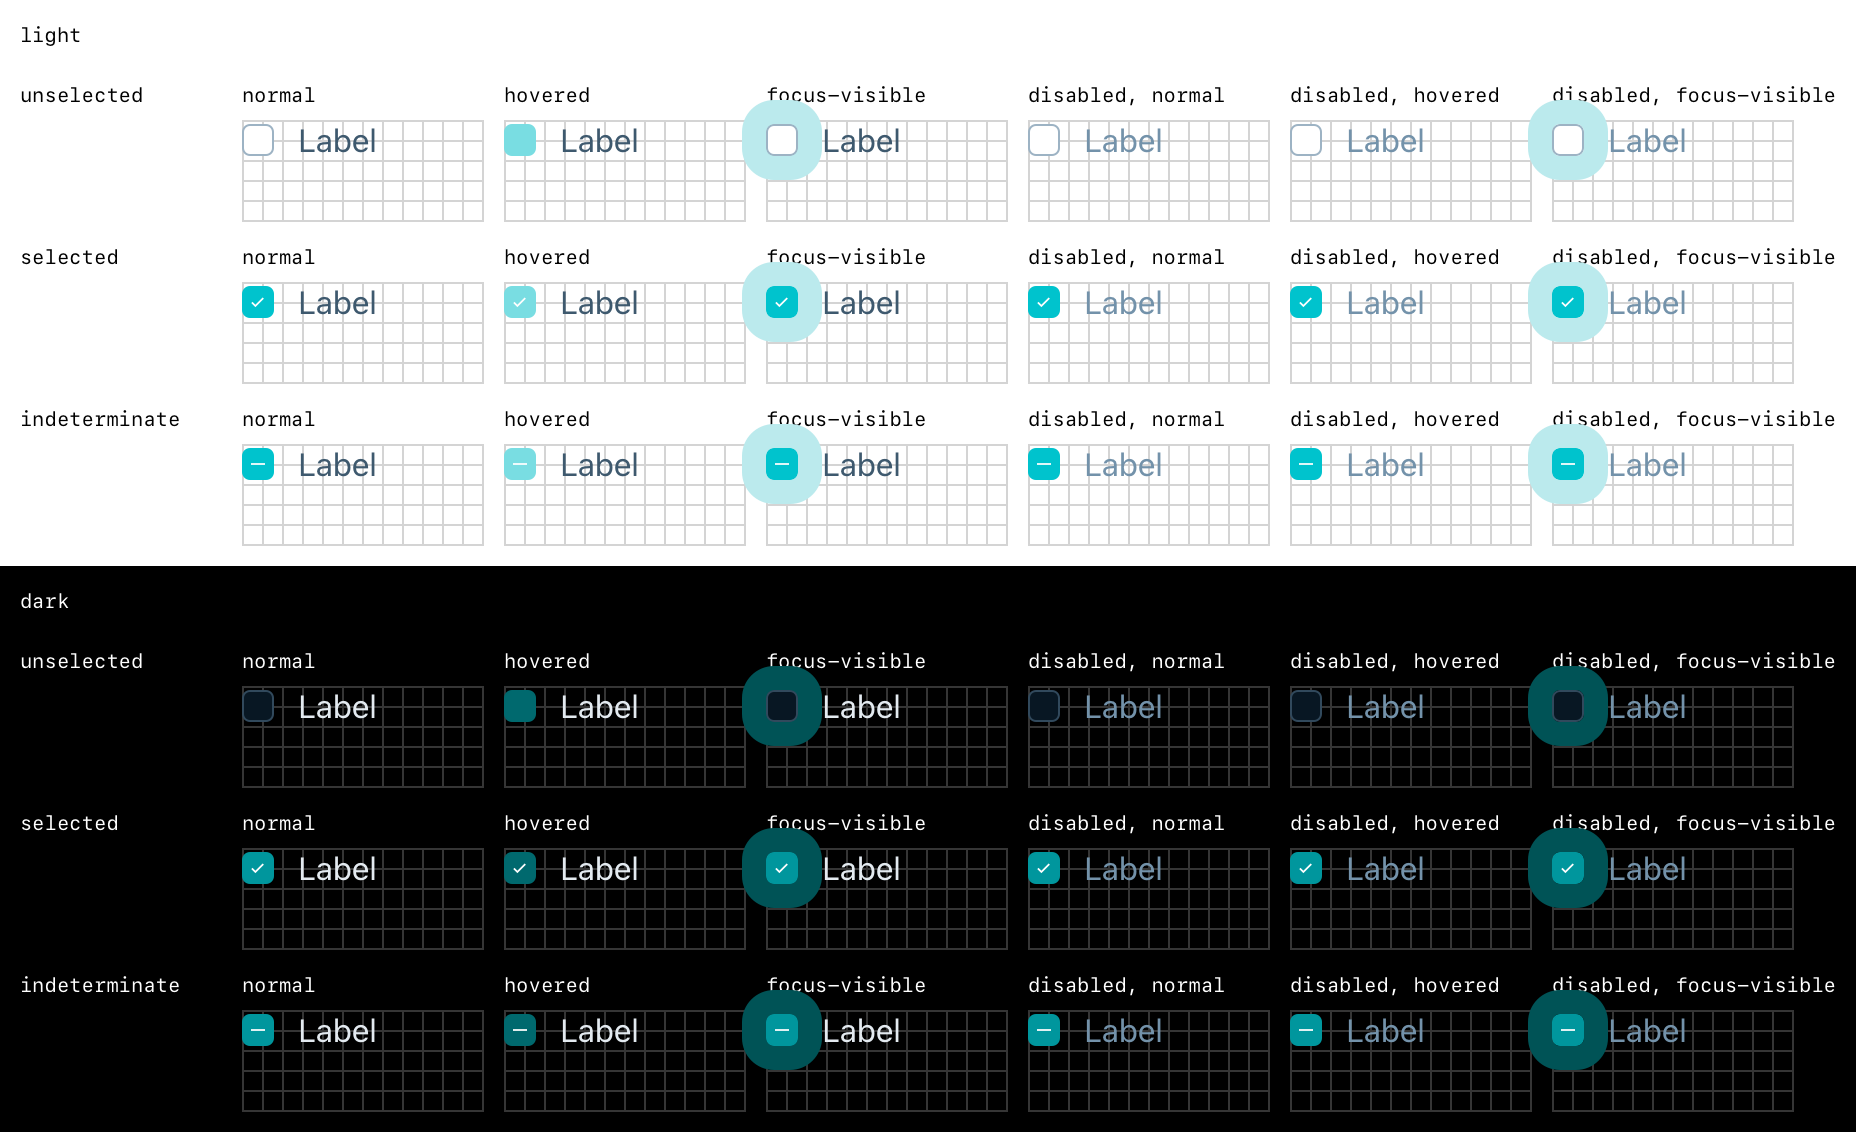 light
unselected normal hovered focus-visible disabled, normal disabled, hovered disabled, focus-visible
Label Label Label Label Label Label
selected normal hovered focus-visible disabled, normal disabled, hovered disabled, focus-visible
Label Label Label Label Label Label
indeterminate normal hovered focus-visible disabled, normal disabled, hovered disabled, focus-visible
Label Label Label Label Label Label
dark
unselected normal hovered focus-visible disabled, normal disabled, hovered disabled, focus-visible
Label Label Label Label Label Label
selected normal hovered focus-visible disabled, normal disabled, hovered disabled, focus-visible
Label Label Label Label Label Label
indeterminate normal hovered focus-visible disabled, normal disabled, hovered disabled, focus-visible
Label Label Label Label Label Label